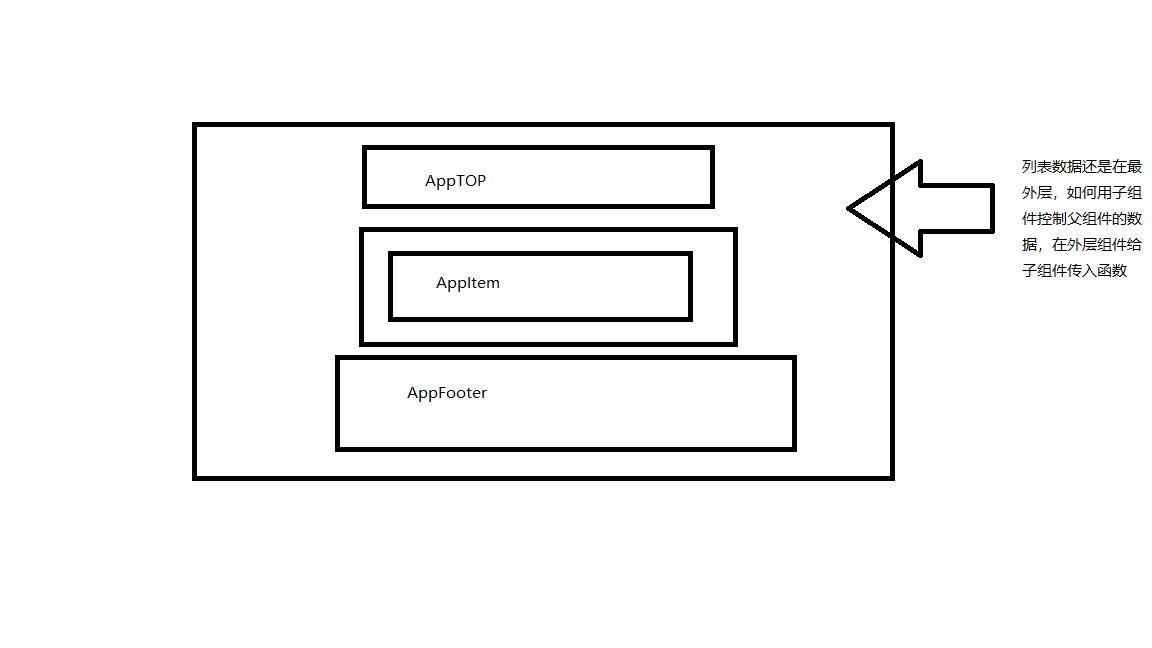 AppTOP
AppItem
AppFooter
列表数据还是在最
外层，如何用子组
件控制父组件的数
据，在外层组件给
子组件传入函数